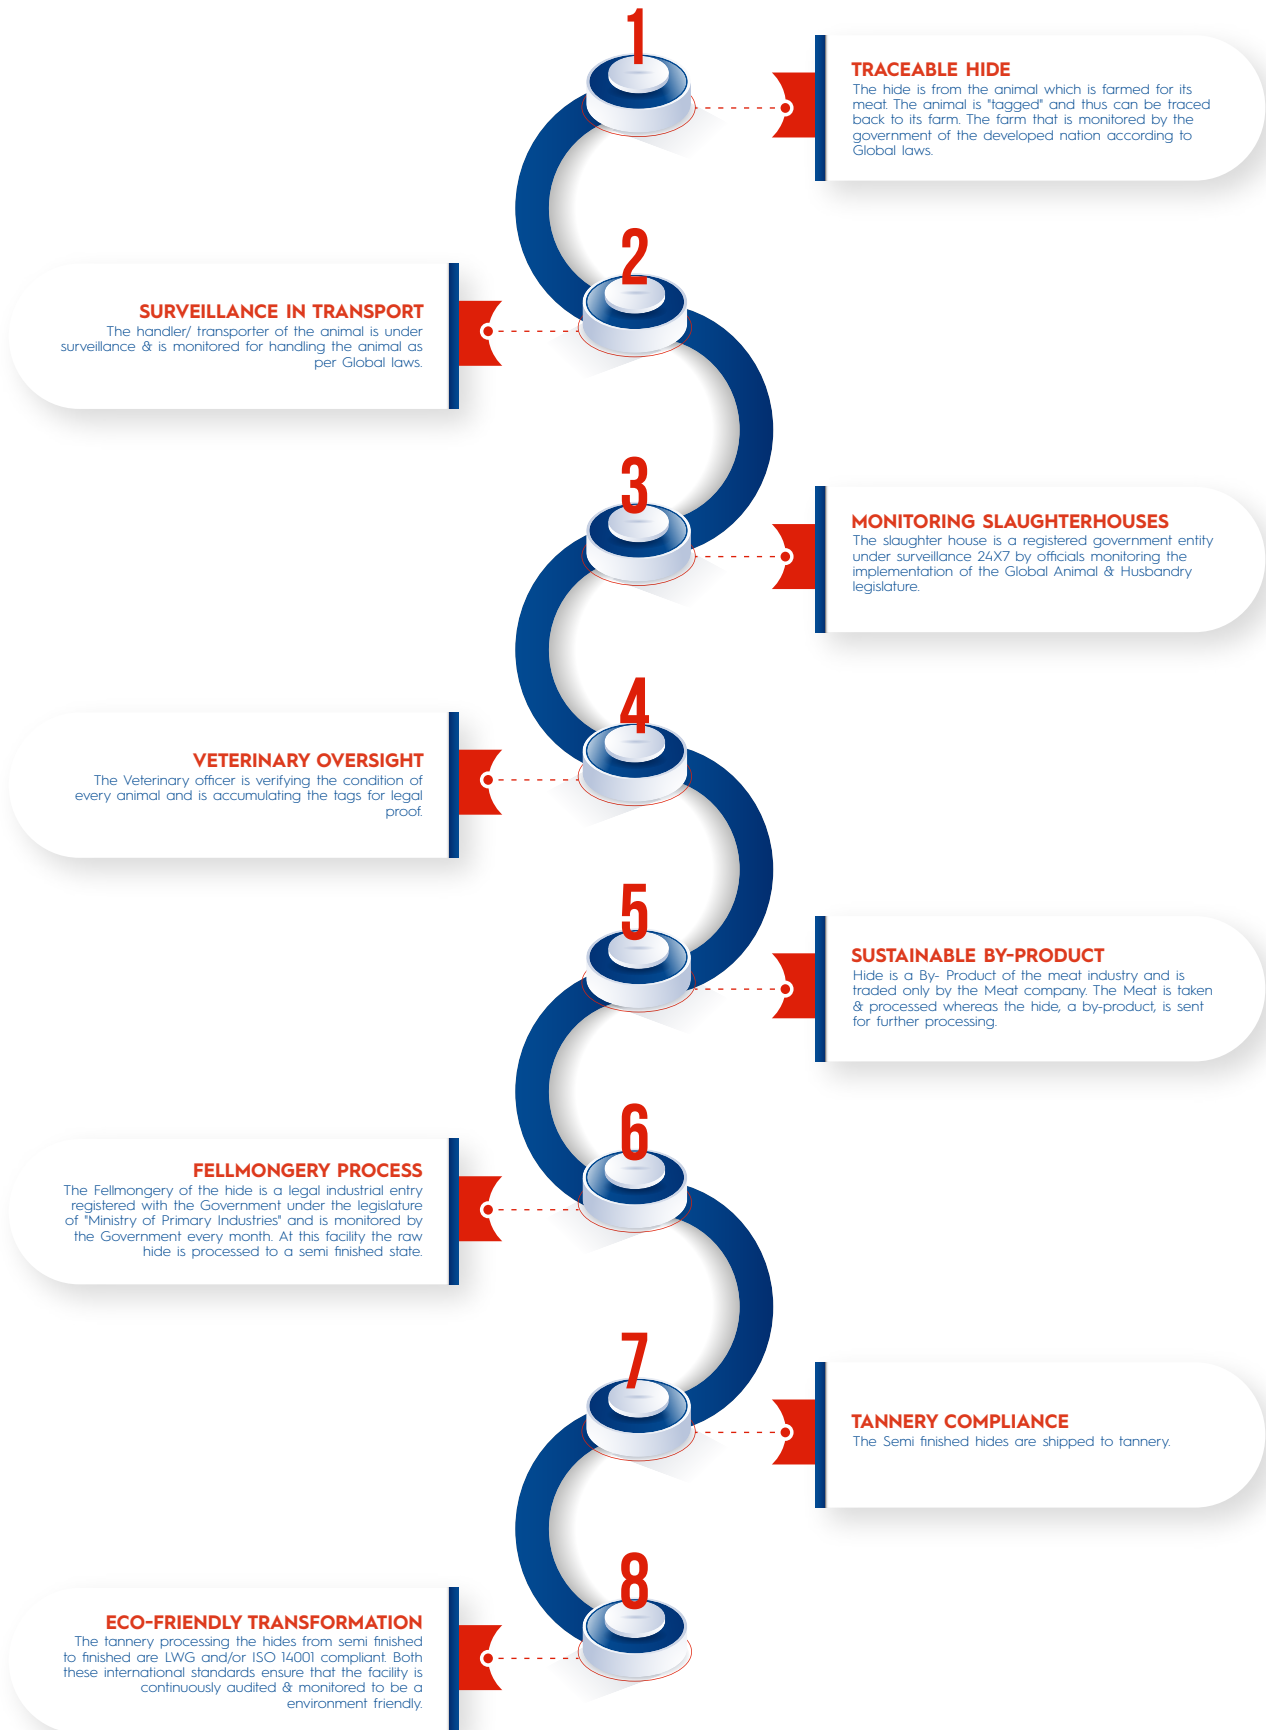 1
TRACEABLE HIDE
The hide is from the animal which is farmed for its
meat. The animal is "tagged" and thus can be traced
back to its farm. The farm that is monitored by the
government of the developed nation according to
Global laws.
2
SURVEILLANCE IN TRANSPORT
The handler/ transporter of the animal is under
surveillance & is monitored for handling the animal as
per Global laws.
3
MONITORING SLAUGHTERHOUSES
The slaughter house is a registered government entity
under surveillance 24X7 by officials monitoring the
implementation of the Global Animal & Husbandry
legislature.
4
VETERINARY OVERSIGHT
The Veterinary officer is verifying the condition of
every animal and is accumulating the tags for legal
proof.
5
SUSTAINABLE BY-PRODUCT
Hide is a By- Product of the meat industry and is
traded only by the Meat company. The Meat is taken
& processed whereas the hide, a by-product, is sent
for further processing.
6
FELLMONGERY PROCESS
The Fellmongery of the hide is a legal industrial entry
registered with the Government under the legislature
of "Ministry of Primary Industries" and is monitored by
the Government every month. At this facility the raw
hide is processed to a semi finished state.
7
TANNERY COMPLIANCE
The Semi finished hides are shipped to tannery.
8
ECO-FRIENDLY TRANSFORMATION
The tannery processing the hides from semi finished
to finished are LWG and/or ISO 14001 compliant. Both
these international standards ensure that the facility is
continuously audited & monitored to be a
environment friendly.